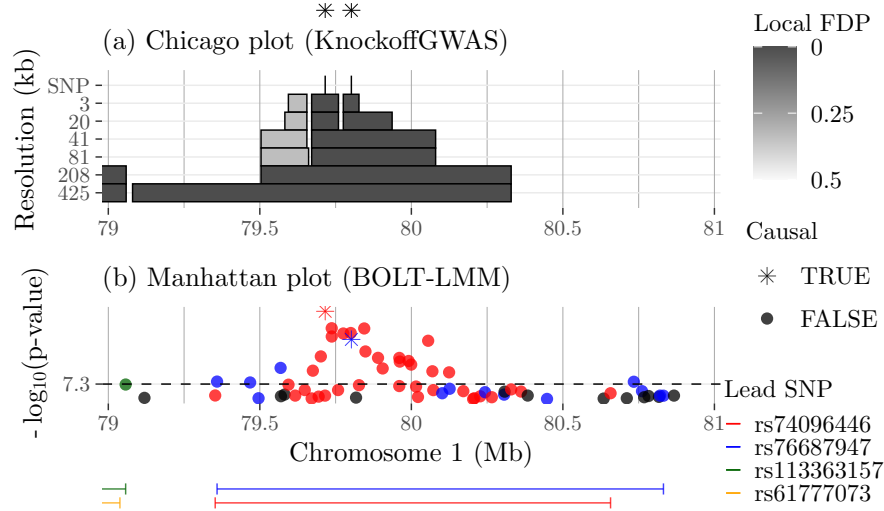 (a) Chicago plot (KnockoffGWAS)
Resolution (kb)
SNP
3
20
41
81
208
425
79
79.5
80
80.5
81
Local FDP
0
0.25
0.5
Causal
TRUE
FALSE
(b) Manhattan plot (BOLT-LMM)
- log10(p-value)
7.3
79
79.5
80
80.5
81
Chromosome 1 (Mb)
Lead SNP
rs74096446
rs76687947
rs113363157
rs61777073